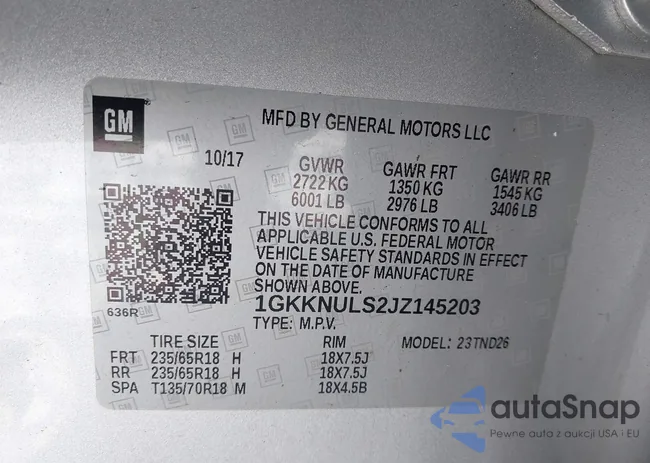 GM
MFD BY GENERAL MOTORS LLC
10/17
GVWR GAWR FRT GAWR RR
2722 KG 1350 KG 1545 KG
6001 LB 2976 LB 3406 LB
THIS VEHICLE CONFORMS TO ALL
APPLICABLE U.S. FEDERAL MOTOR
VEHICLE SAFETY STANDARDS IN EFFECT
ON THE DATE OF MANUFACTURE
SHOWN ABOVE.
636R
1GKKNULS2JZ145203
TYPE: M.P.V.
TIRE SIZE RIM MODEL: 23TND26
FRT 235/65R18 H 18X7.5J
RR 235/65R18 H 18X7.5J
SPA T135/70R18 M 18X4.5B
autaSnap
Pewne auta z aukcji USA i EU